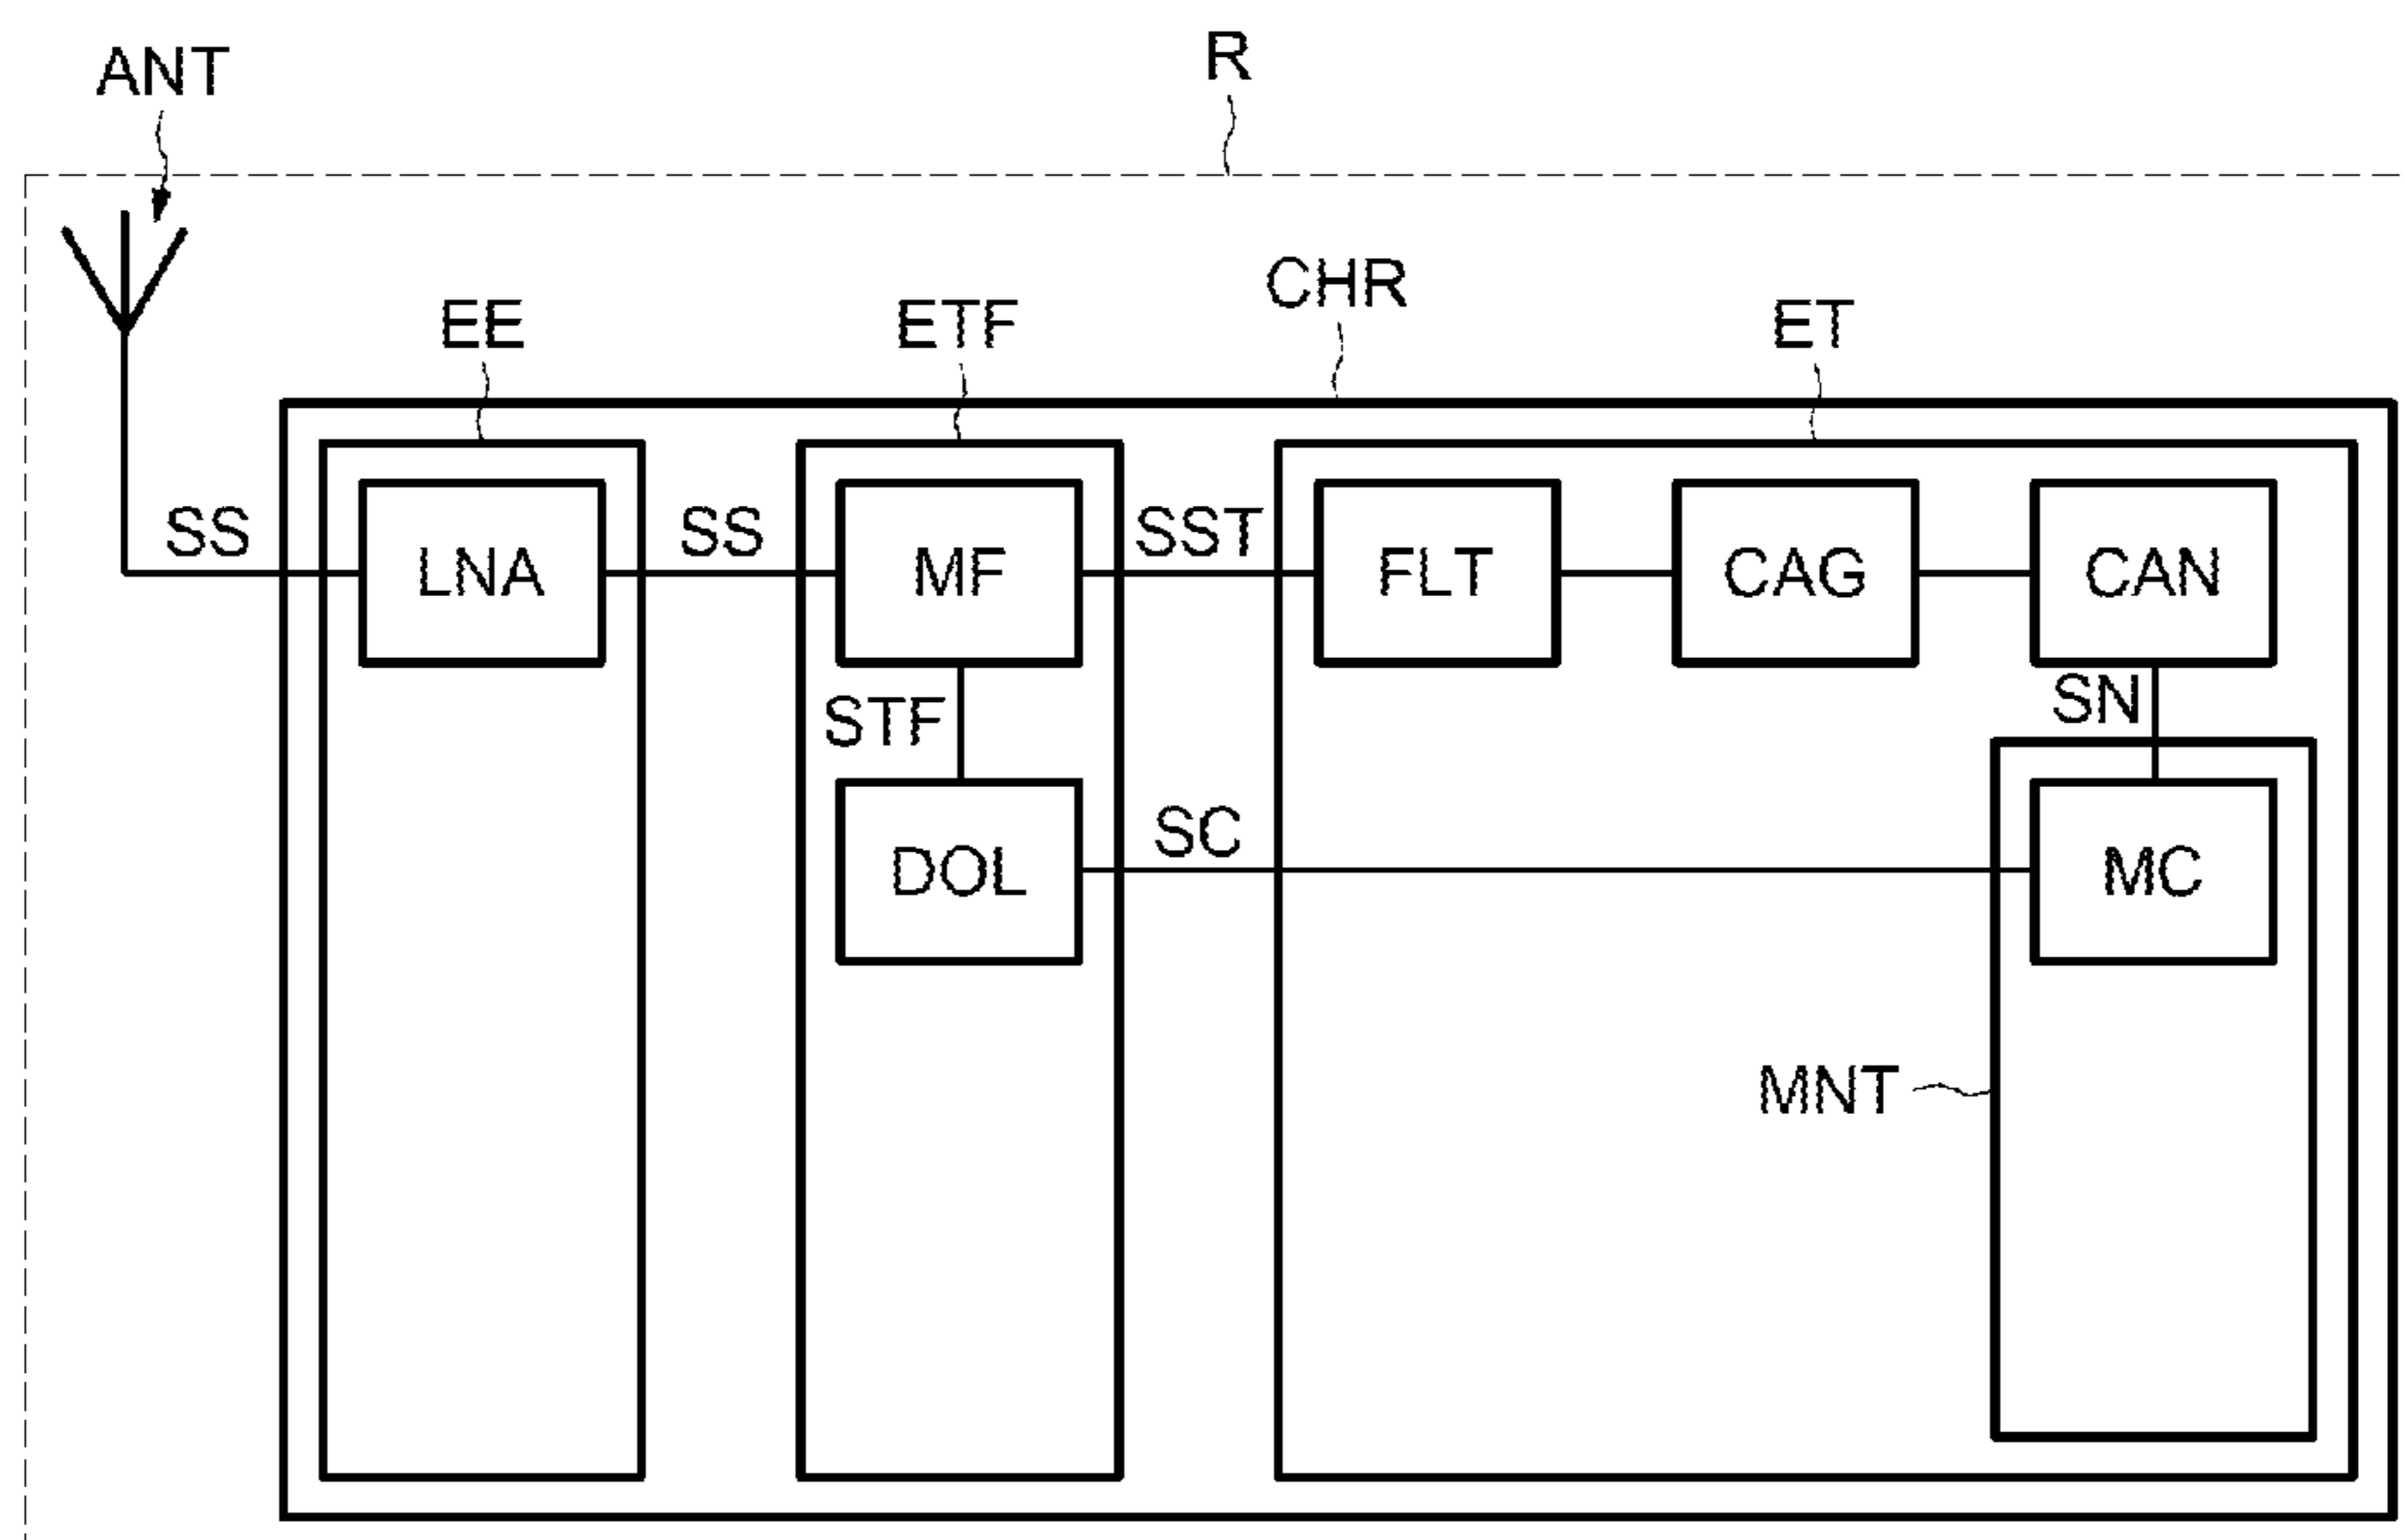 R
ANT
CHR
EE
ETF
ET
SS
LNA
SS
MF
SST
FLT
CAG
CAN
STF
SN
DOL
SC
MC
MNT